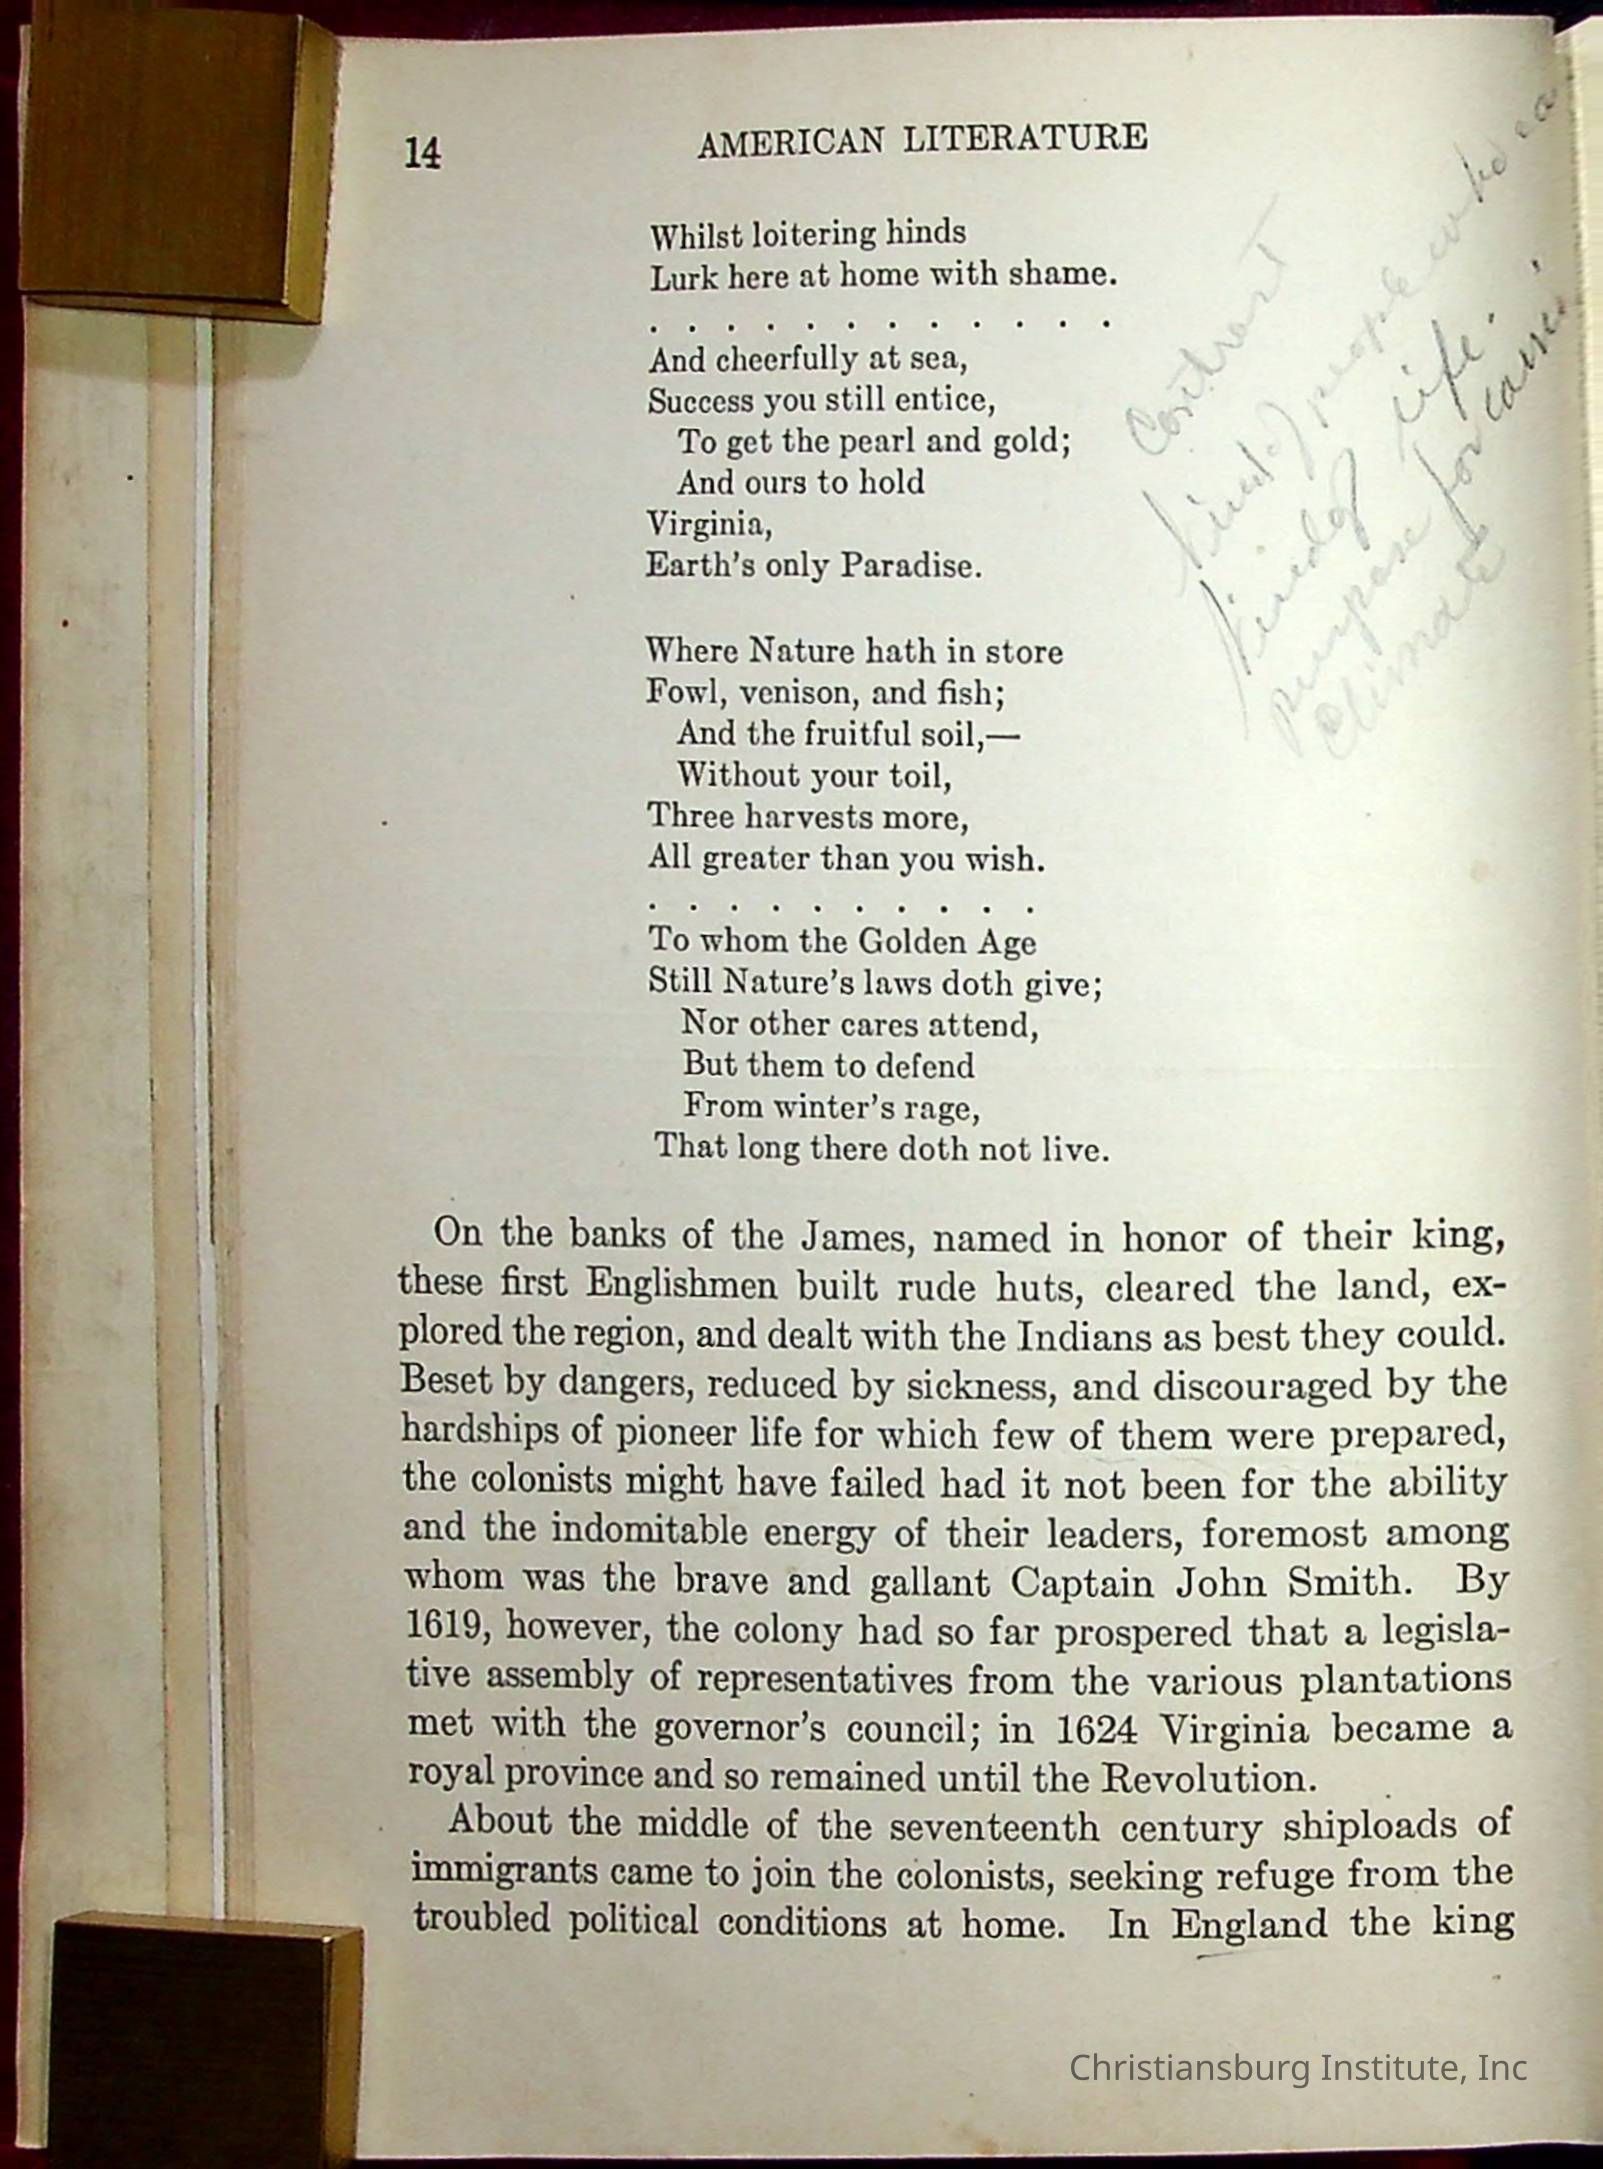 14
AMERICAN LITERATURE
Whilst loitering hinds
Lurk here at home with shame.
. . . . . . . . . . . .
And cheerfully at sea,
Success you still entice,
To get the pearl and gold;
And ours to hold
Virginia,
Earth's only Paradise.
Where Nature hath in store
Fowl, venison, and fish;
And the fruitful soil,—
Without your toil,
Three harvests more,
All greater than you wish.
. . . . . . . . . .
To whom the Golden Age
Still Nature's laws doth give;
Nor other cares attend,
But them to defend
From winter's rage,
That long there doth not live.
Contrast
kind of people who
kind of life.
purpose for
Climate
On the banks of the James, named in honor of their king,
these first Englishmen built rude huts, cleared the land, ex-
plored the region, and dealt with the Indians as best they could.
Beset by dangers, reduced by sickness, and discouraged by the
hardships of pioneer life for which few of them were prepared,
the colonists might have failed had it not been for the ability
and the indomitable energy of their leaders, foremost among
whom was the brave and gallant Captain John Smith. By
1619, however, the colony had so far prospered that a legisla-
tive assembly of representatives from the various plantations
met with the governor's council; in 1624 Virginia became a
royal province and so remained until the Revolution.
About the middle of the seventeenth century shiploads of
immigrants came to join the colonists, seeking refuge from the
troubled political conditions at home. In England the king
Christiansburg Institute, Inc